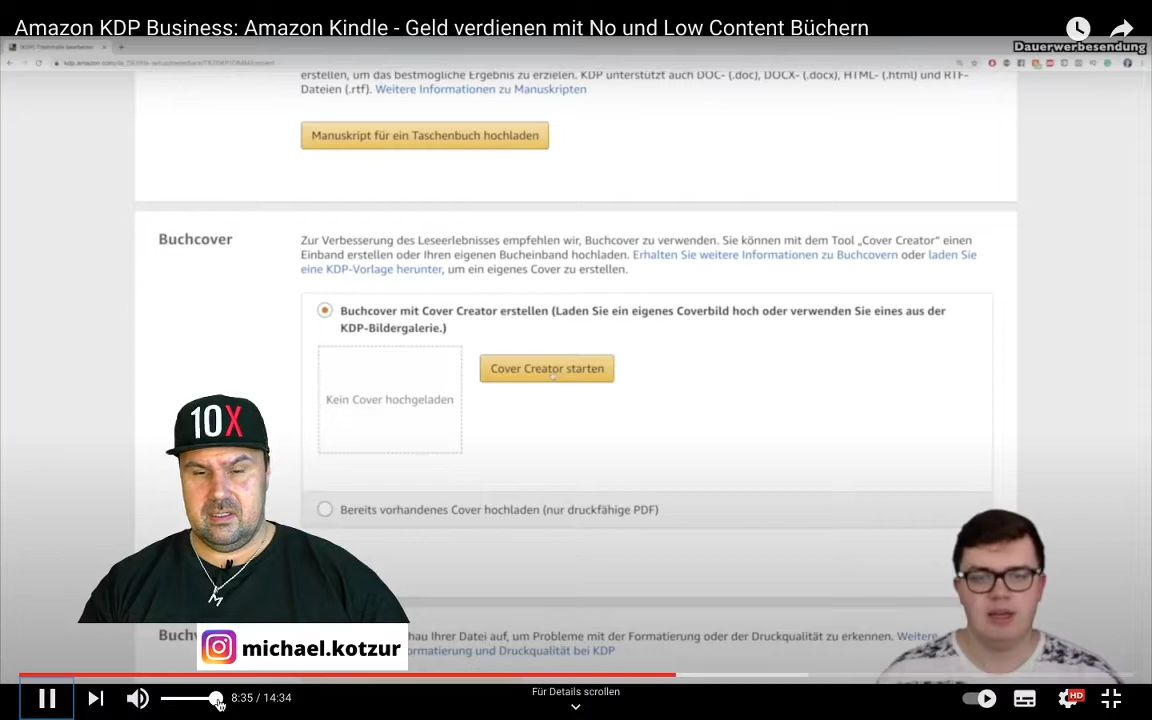 Amazon KDP Business: Amazon Kindle - Geld verdienen mit No und Low Content Büchern
Dauerwerbesendung
erstellen, um das bestmögliche Ergebnis zu erzielen. KDP unterstützt auch DOC- (.doc), DOCX- (.docx), HTML- (.html) und RTF-
Dateien (.rtf). Weitere Informationen zu Manuskripten
Manuskript für ein Taschenbuch hochladen
Buchcover
Zur Verbesserung des Leseerlebnisses empfehlen wir, Buchcover zu verwenden. Sie können mit dem Tool „Cover Creator“ einen
Einband erstellen oder Ihren eigenen Bucheinband hochladen. Erhalten Sie weitere Informationen zu Buchcovern oder laden Sie
eine KDP-Vorlage herunter, um ein eigenes Cover zu erstellen.
Buchcover mit Cover Creator erstellen (Laden Sie ein eigenes Coverbild hoch oder verwenden Sie eines aus der
KDP-Bildergalerie.)
Cover Creator starten
Kein Cover hochgeladen
10X
Bereits vorhandenes Cover hochladen (nur druckfähige PDF)
hau Ihrer Datei auf, um Probleme mit der Formatierung oder der Druckqualität zu erkennen. Weitere
ormatierung und Druckqualität bei KDP
michael.kotzur
8:35 / 14:34
Für Details scrollen
HD